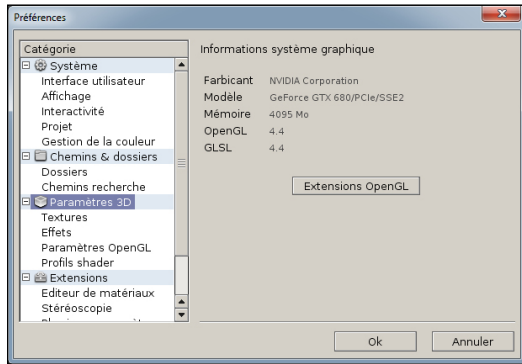 Préférences
Catégorie
Système
Interface utilisateur
Affichage
Interactivité
Projet
Gestion de la couleur
Chemins & dossiers
Dossiers
Chemins recherche
Paramètres 3D
Textures
Effets
Paramètres OpenGL
Profils shader
Extensions
Editeur de matériaux
Stéréoscopie
Informations système graphique
Farbicant NVIDIA Corporation
Modèle GeForce GTX 680/PCIe/SSE2
Mémoire 4095 Mo
OpenGL 4.4
GLSL 4.4
Extensions OpenGL
Ok
Annuler